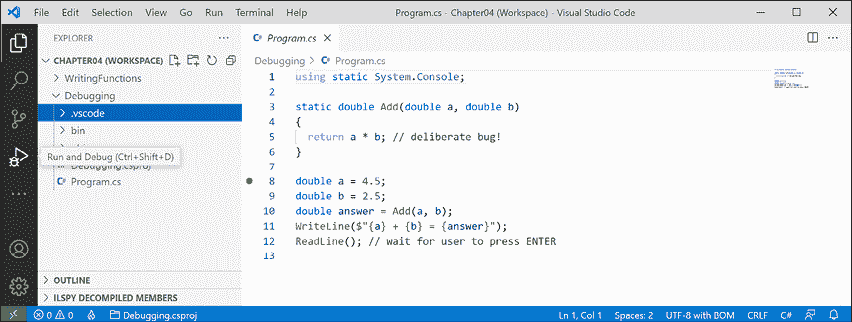 File Edit Selection View Go Run Terminal Help Program.cs - Chapter04 (Workspace) - Visual Studio Code
EXPLORER
CHAPTER04 (WORKSPACE)
WritingFunctions
Debugging
.vscode
bin
Run and Debug (Ctrl+Shift+D)
Debugging.csproj
C# Program.cs
OUTLINE
ILSPY DECOMPILED MEMBERS
C# Program.cs
Debugging > C# Program.cs
1 using static System.Console;
2
3 static double Add(double a, double b)
4 {
5 return a * b; // deliberate bug!
6 }
7
8 double a = 4.5;
9 double b = 2.5;
10 double answer = Add(a, b);
11 WriteLine($"{a} + {b} = {answer}");
12 ReadLine(); // wait for user to press ENTER
13
0 0 Debugging.csproj Ln 1, Col 1 Spaces: 2 UTF-8 with BOM CRLF C#